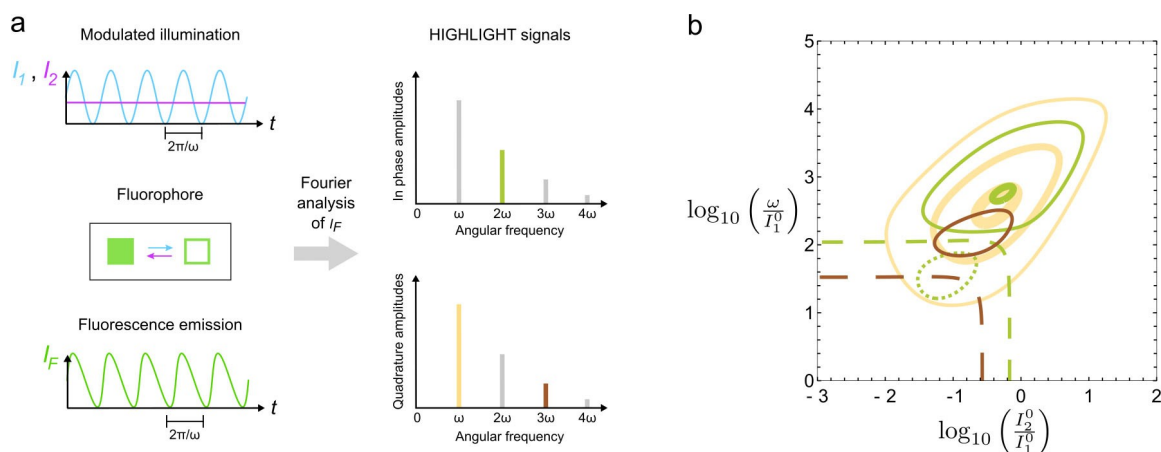 a
Modulated illumination
I1 , I2
t
2π/ω
Fluorophore
Fluorescence emission
IF
t
2π/ω
Fourier
analysis
of IF
HIGHLIGHT signals
In phase amplitudes
0 ω 2ω 3ω 4ω
Angular frequency
Quadrature amplitudes
0 ω 2ω 3ω 4ω
Angular frequency
b
log10 (ω/I1^0)
5
4
3
2
1
0
-3 -2 -1 0 1 2
log10 (I2^0/I1^0)